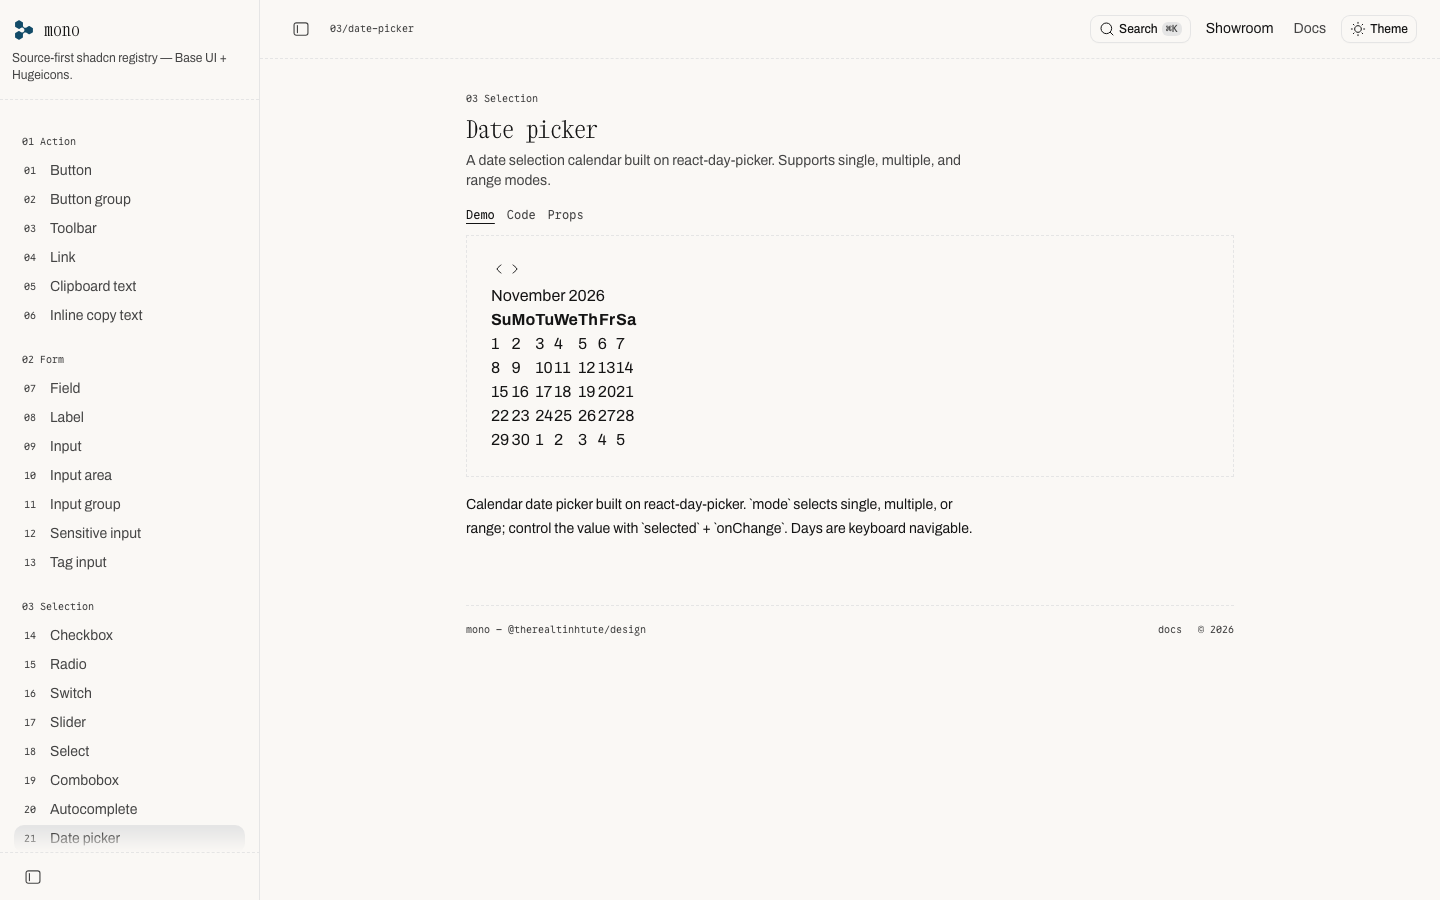 mono
Source-first shadcn registry — Base UI +
Hugeicons.
01 Action
01 Button
02 Button group
03 Toolbar
04 Link
05 Clipboard text
06 Inline copy text
02 Form
07 Field
08 Label
09 Input
10 Input area
11 Input group
12 Sensitive input
13 Tag input
03 Selection
14 Checkbox
15 Radio
16 Switch
17 Slider
18 Select
19 Combobox
20 Autocomplete
21 Date picker
03/date-picker
Search ⌘K Showroom Docs Theme
03 Selection
Date picker
A date selection calendar built on react-day-picker. Supports single, multiple, and
range modes.
Demo Code Props
November 2026
Su Mo Tu We Th Fr Sa
1 2 3 4 5 6 7
8 9 10 11 12 13 14
15 16 17 18 19 20 21
22 23 24 25 26 27 28
29 30 1 2 3 4 5
Calendar date picker built on react-day-picker. `mode` selects single, multiple, or
range; control the value with `selected` + `onChange`. Days are keyboard navigable.
mono — @therealtinhtute/design
docs © 2026